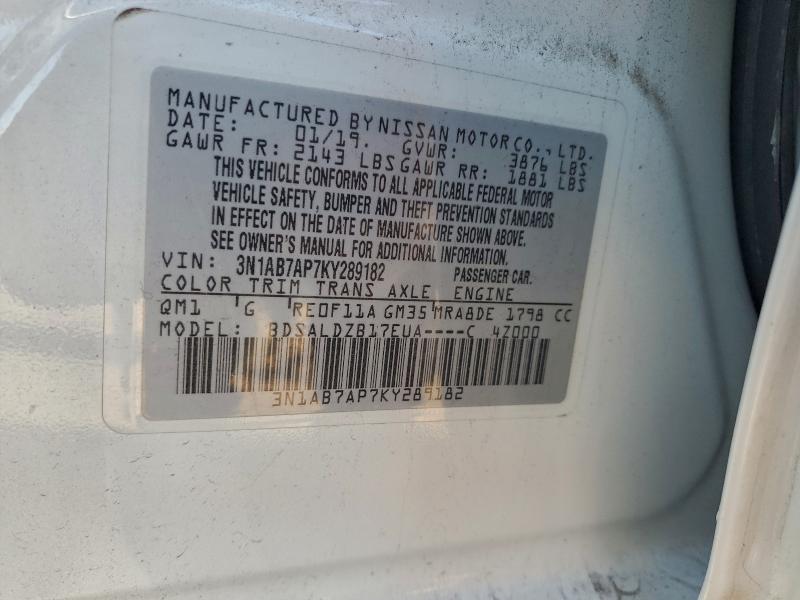 MANUFACTURED BY NISSAN MOTOR CO., LTD.
DATE: 01/19. GVWR: 3876 LBS
GAWR FR: 2143 LBS GAWR RR: 1881 LBS
THIS VEHICLE CONFORMS TO ALL APPLICABLE FEDERAL MOTOR
VEHICLE SAFETY, BUMPER AND THEFT PREVENTION STANDARDS
IN EFFECT ON THE DATE OF MANUFACTURE SHOWN ABOVE.
SEE OWNER'S MANUAL FOR ADDITIONAL INFORMATION.
VIN: 3N1AB7AP7KY289182 PASSENGER CAR.
COLOR TRIM TRANS AXLE ENGINE
QM1 G RE0F11A GM35 MRA8DE 1798 CC
MODEL: BDSALDZB17EUA----C 4Z000
3N1AB7AP7KY289182